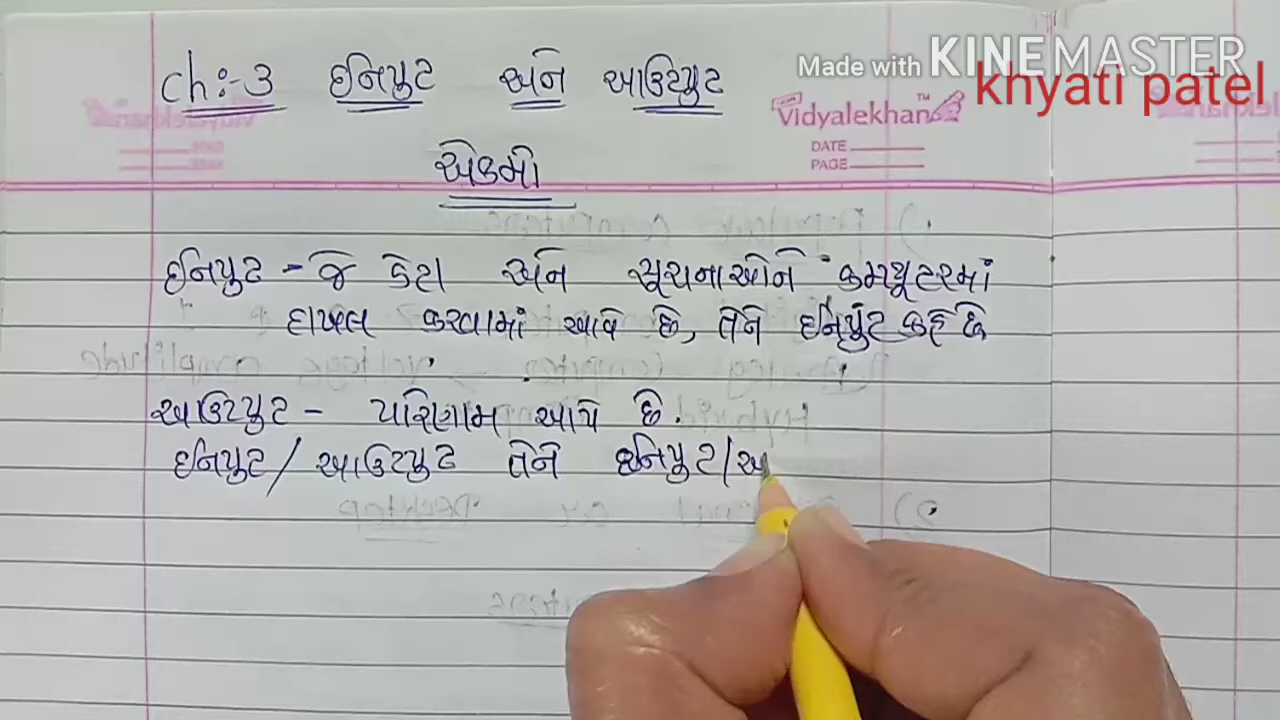 Made with KINEMASTER
khyati patel
ch:-3 ઇનપુટ અને આઉટપુટ
Vidyalekhan™
DATE
PAGE
એકમો
ઇનપુટ - જે ડેટા અને સૂચનાઓને કમ્પ્યૂટરમાં
દાખલ કરવામાં આવે છે, તેને ઇનપુટ કહે છે
આઉટપુટ - પરિણામ આપે છે.
ઇનપુટ/આઉટપુટ તેને ઇનપુટ/અ